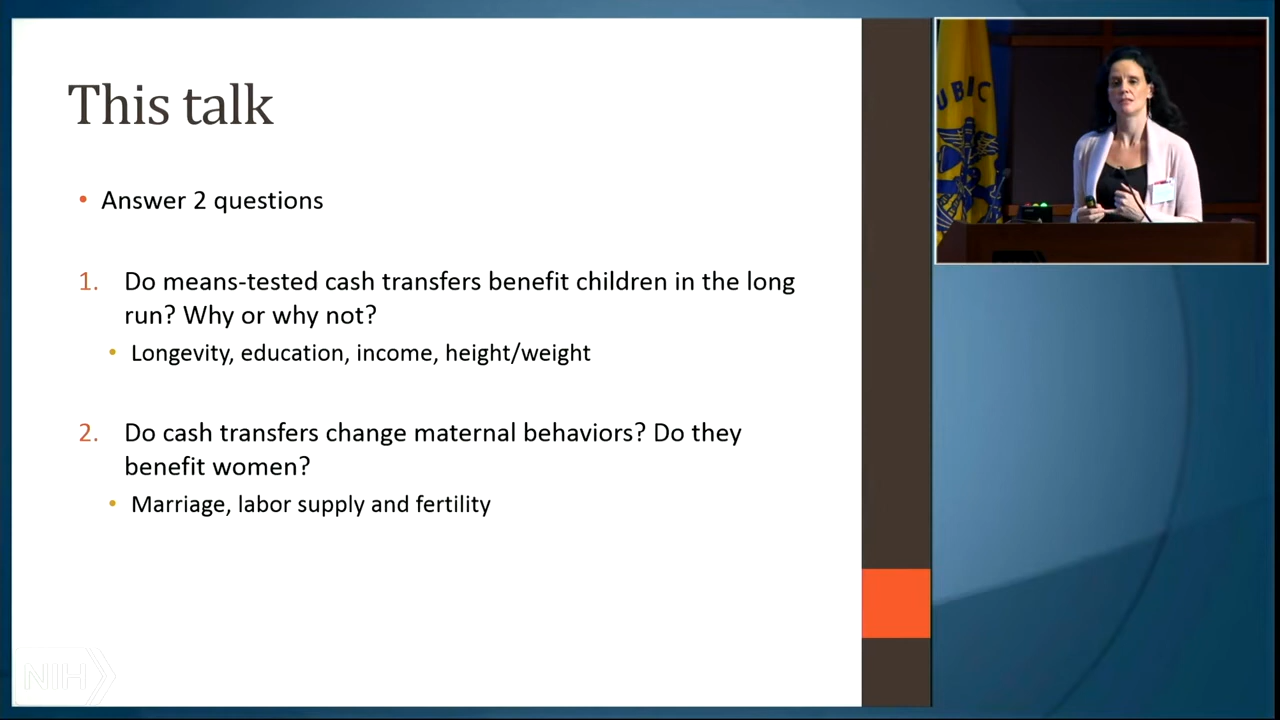 This talk
• Answer 2 questions
1. Do means-tested cash transfers benefit children in the long
run? Why or why not?
• Longevity, education, income, height/weight
2. Do cash transfers change maternal behaviors? Do they
benefit women?
• Marriage, labor supply and fertility
NIH
UBIC